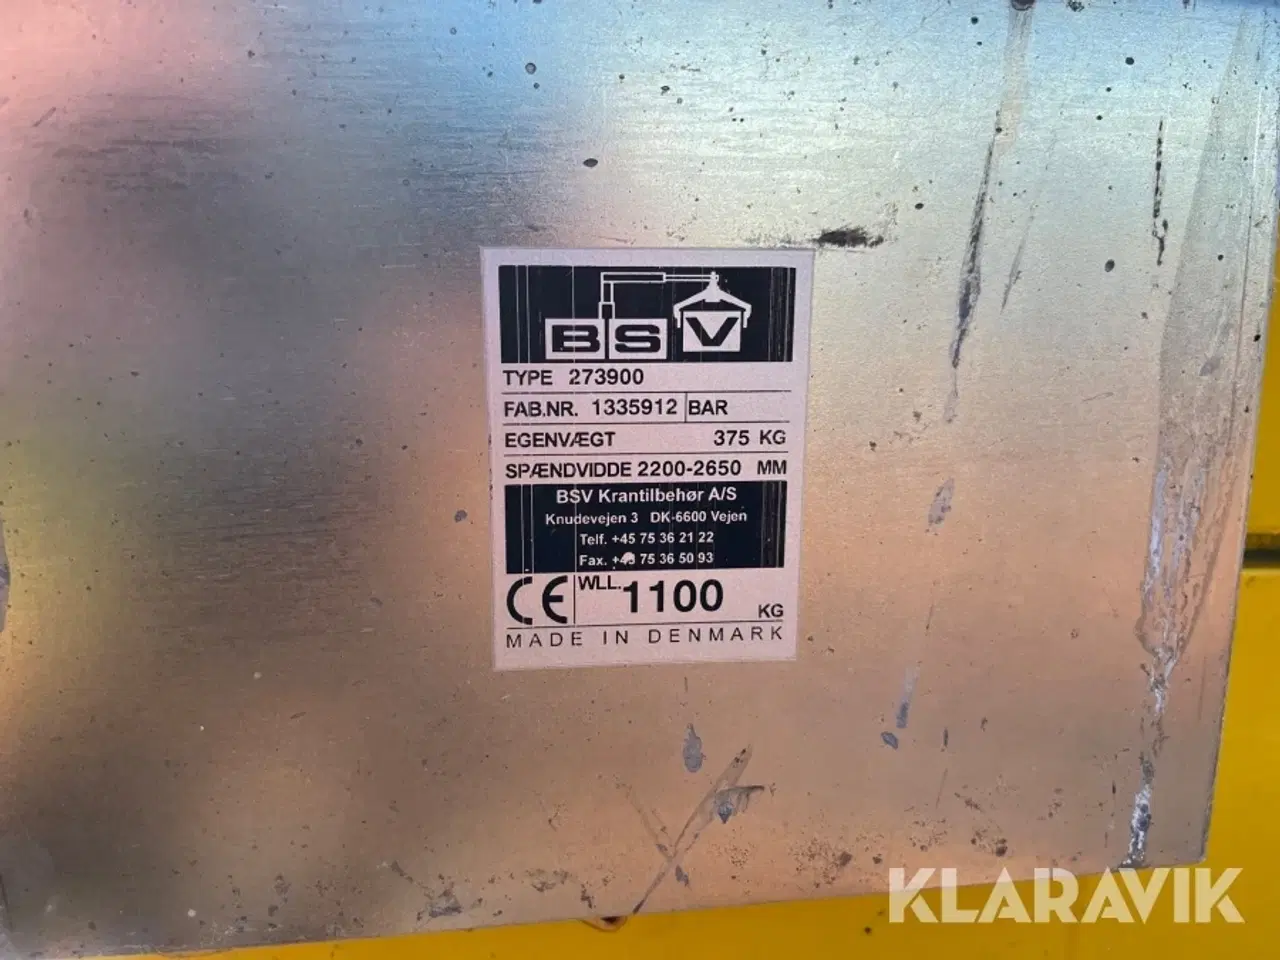 BSV
TYPE 273900
FAB.NR. 1335912 BAR
EGENVÆGT 375 KG
SPÆNDVIDDE 2200-2650 MM
BSV Krantilbehør A/S
Knudevejen 3 DK-6600 Vejen
Telf. +45 75 36 21 22
Fax. +45 75 36 50 93
CE WLL. 1100 KG
MADE IN DENMARK
KLARAVIK